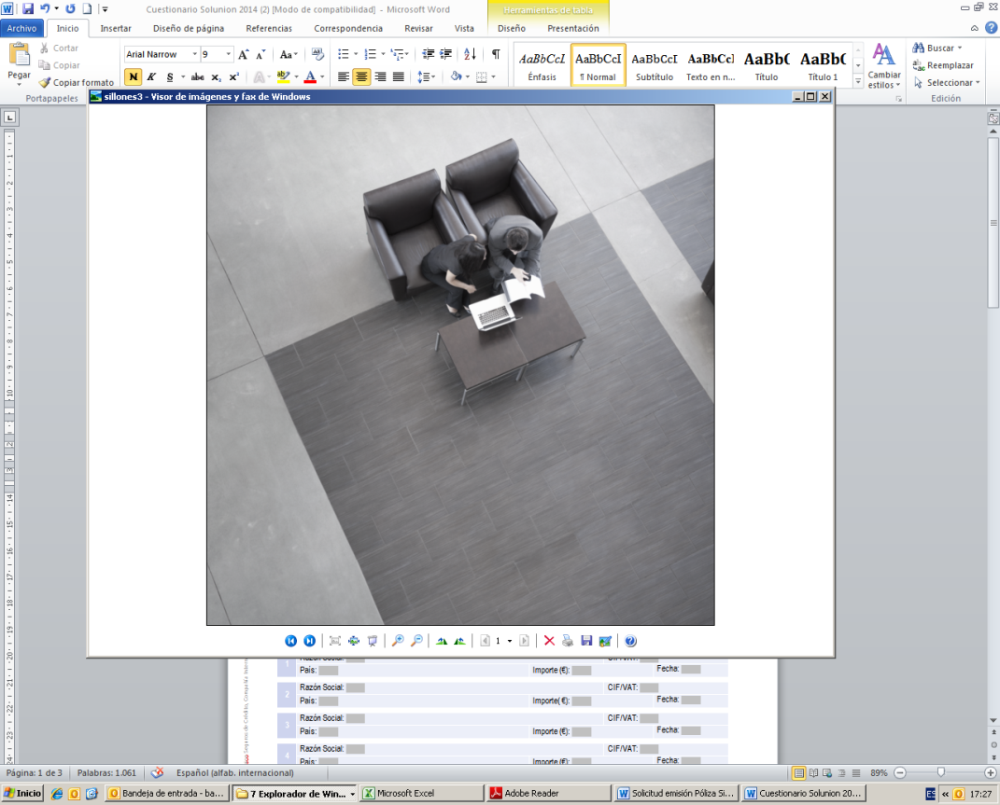 Cuestionario Solunion 2014 (2) [Modo de compatibilidad] - Microsoft Word
Herramientas de tabla
Archivo Inicio Insertar Diseño de página Referencias Correspondencia Revisar Vista Diseño Presentación
Pegar
Cortar
Copiar
Copiar formato
Portapapeles
Arial Narrow 9
N K S abc x₂ x²
AaBbCcI AaBbCcI AaBbCcI AaBbCcI AaBb( AaBb(
Énfasis ¶ Normal Subtítulo Texto en n... Título Título 1
Cambiar estilos
Buscar
Reemplazar
Seleccionar
Edición
sillones3 - Visor de imágenes y fax de Windows
1
1 Razón Social: CIF/VAT:
País: Importe (€): Fecha:
2 Razón Social: CIF/VAT:
País: Importe( €): Fecha:
3 Razón Social: CIF/VAT:
País: Importe (€): Fecha:
4 Razón Social: CIF/VAT:
País: Importe (€): Fecha:
Seguros de Crédito, Compañía
Página: 1 de 3 Palabras: 1.061 Español (alfab. internacional) 89%
Inicio Bandeja de entrada - ba... 7 Explorador de Win... Microsoft Excel Adobe Reader Solicitud emisión Póliza Si... Cuestionario Solunion 20... ES 17:27